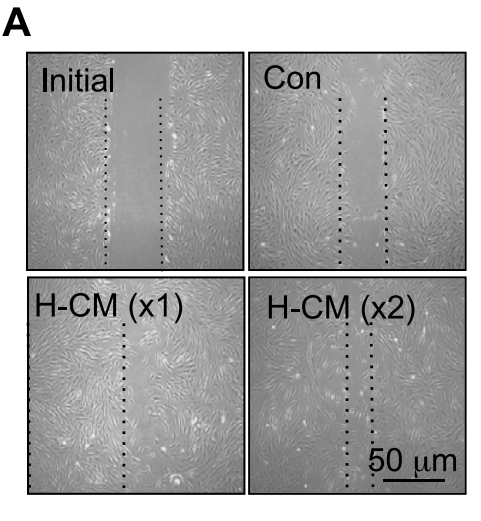 A
Initial
Con
H-CM (x1)
H-CM (x2)
50 μm